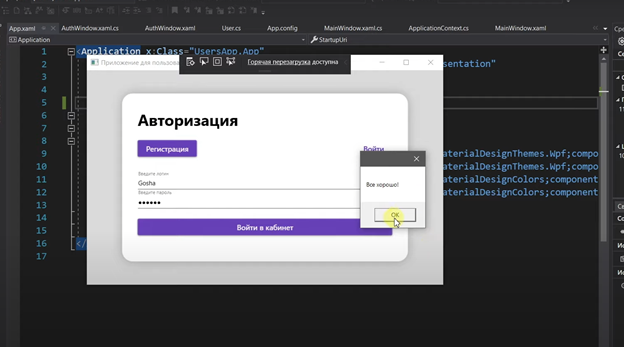 App.xaml AuthWindow.xaml.cs AuthWindow.xaml User.cs App.config MainWindow.xaml.cs ApplicationContext.cs MainWindow.xaml
Application StartupUri
1 <Application x:Class="UsersApp.App"
Приложение для пользова
Горячая перезагрузка доступна
2 sentation"
3
4
5
6
7
8
9 aterialDesignThemes.Wpf;compo
10 aterialDesignThemes.Wpf;compo
11 aterialDesignColors;component
12 aterialDesignColors;component
13
14
15
16 </
17
Авторизация
Регистрация Войти
Введите логин
Gosha
Введите пароль
••••••
Войти в кабинет
Все хорошо!
OK